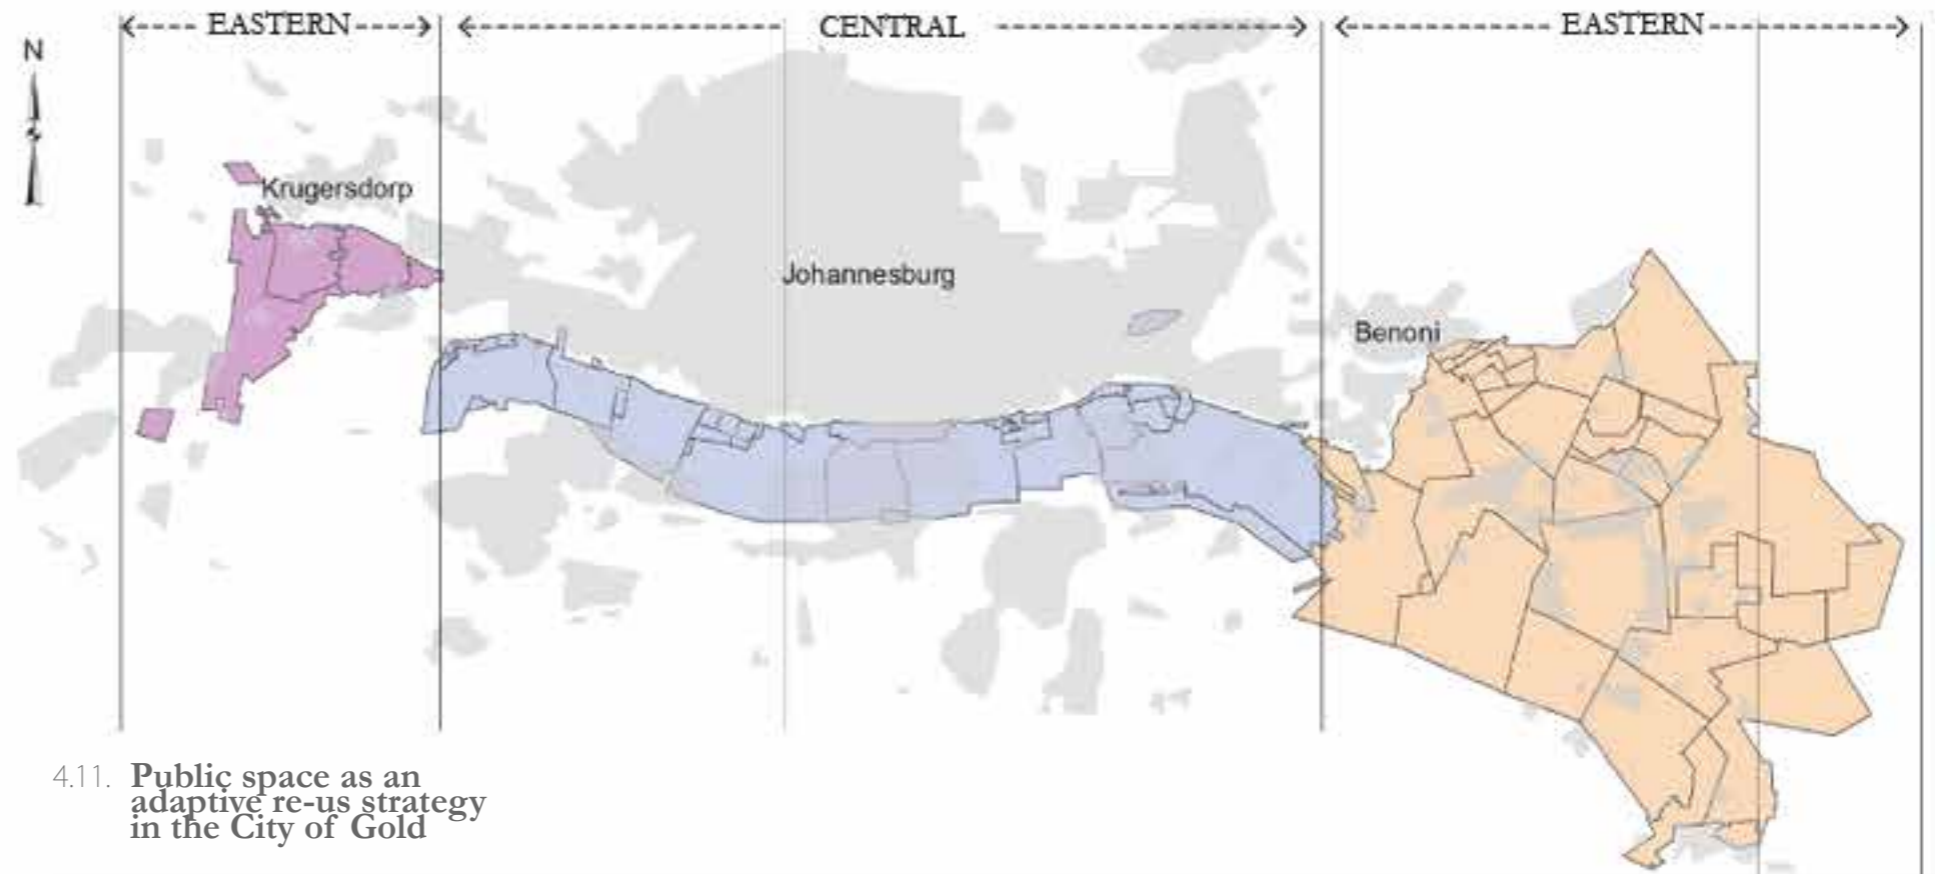 EASTERN
CENTRAL
EASTERN
N
Krugersdorp
Johannesburg
Benoni
4.11. Public space as an
adaptive re-us strategy
in the City of Gold